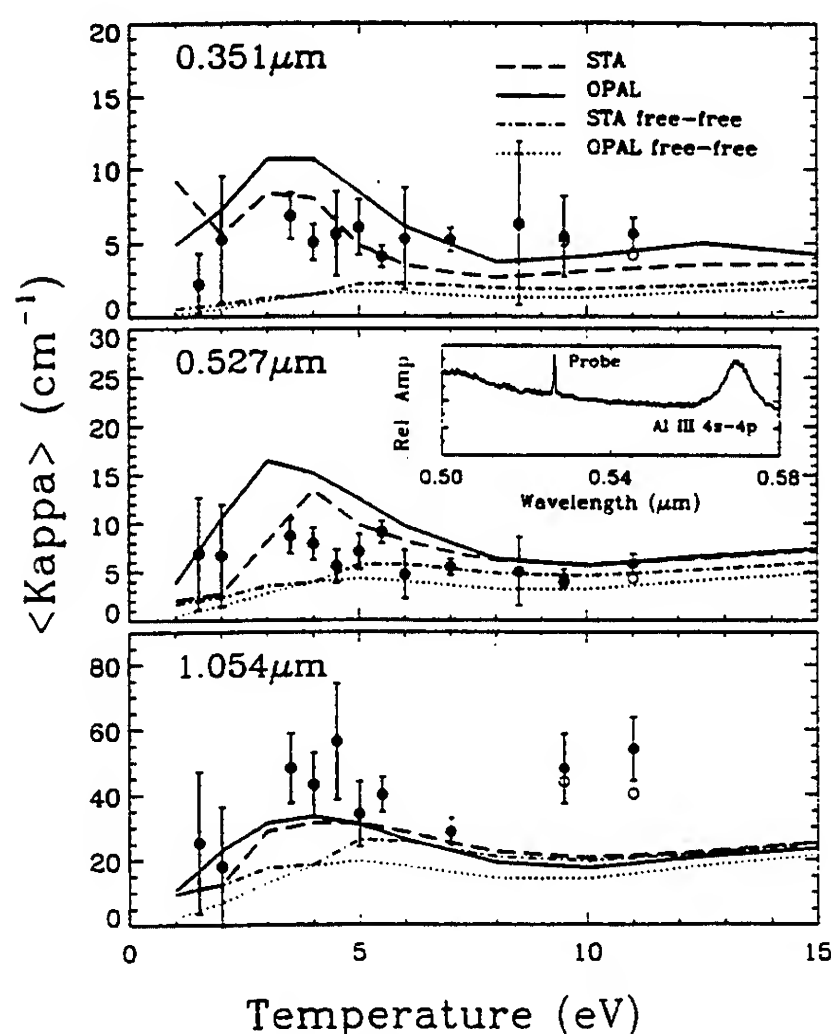 20
0.351μm
STA
OPAL
STA free-free
OPAL free-free
15
10
5
0
30
0.527μm
Probe
25
Rel Amp
Al III 4s-4p
20
0.50 0.54 0.58
Wavelength (μm)
15
10
5
0
<Kappa> (cm⁻¹)
80
1.054μm
60
40
20
0
0 5 10 15
Temperature (eV)